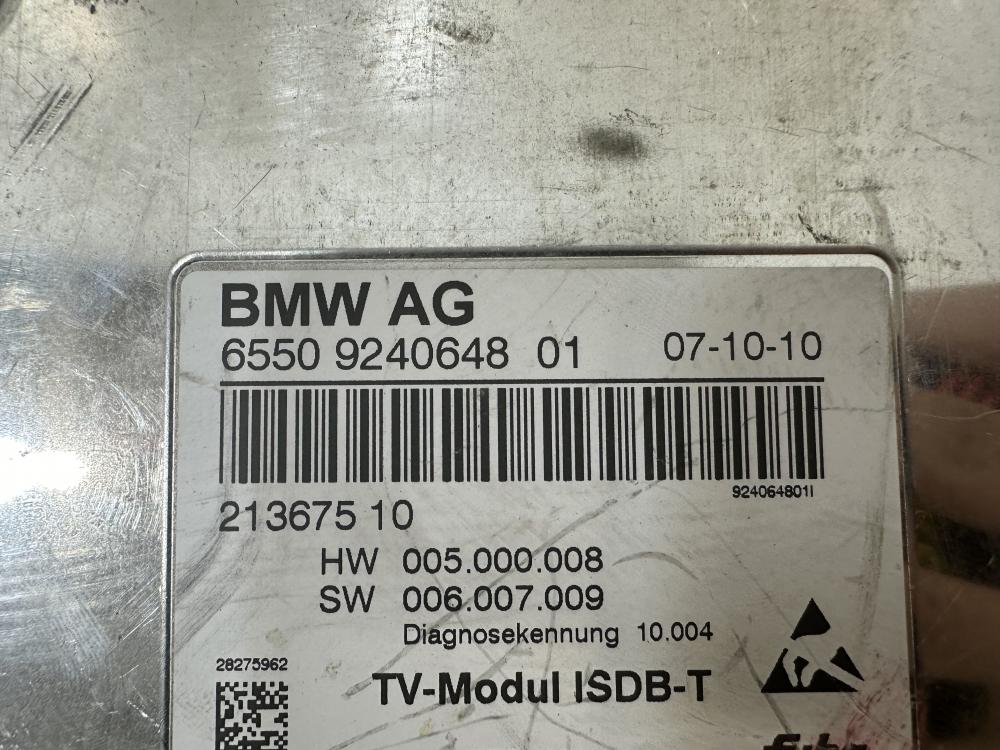 BMW AG
6550 9240648 01 07-10-10
924064801I
213675 10
HW 005.000.008
SW 006.007.009
Diagnosekennung 10.004
28275962
TV-Modul ISDB-T